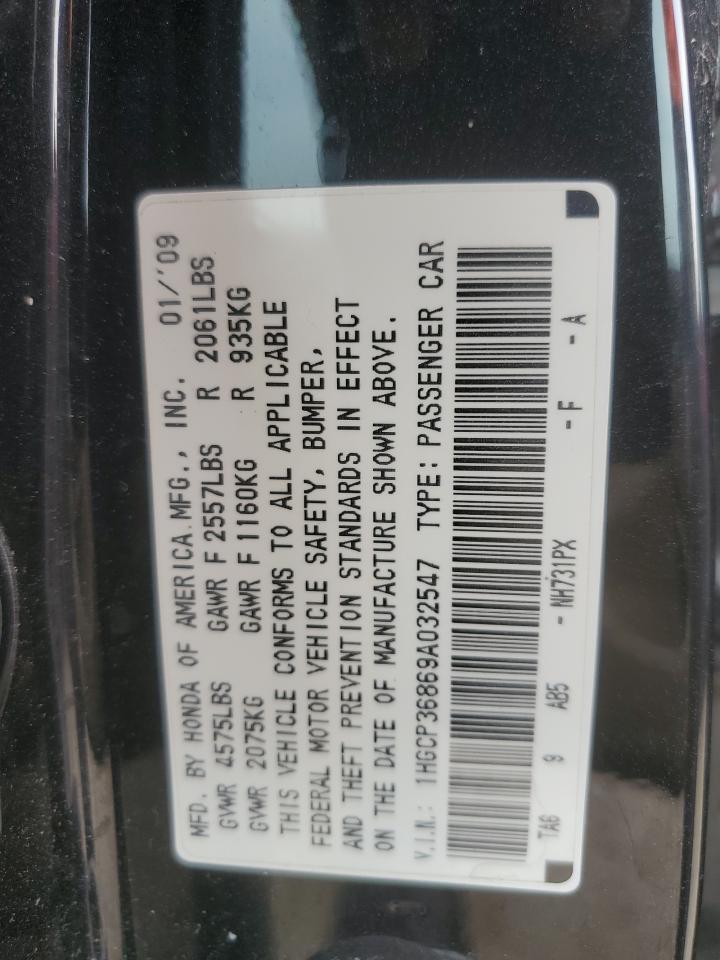 MFD. BY HONDA OF AMERICA MFG., INC. 01/'09
GVWR 4575LBS GAWR F 2557LBS R 2061LBS
GVWR 2075KG GAWR F 1160KG R 935KG
THIS VEHICLE CONFORMS TO ALL APPLICABLE
FEDERAL MOTOR VEHICLE SAFETY, BUMPER,
AND THEFT PREVENTION STANDARDS IN EFFECT
ON THE DATE OF MANUFACTURE SHOWN ABOVE.
V.I.N.: 1HGCP36869A032547 TYPE: PASSENGER CAR
TA6 9 AB5 - NH731PX - F - A